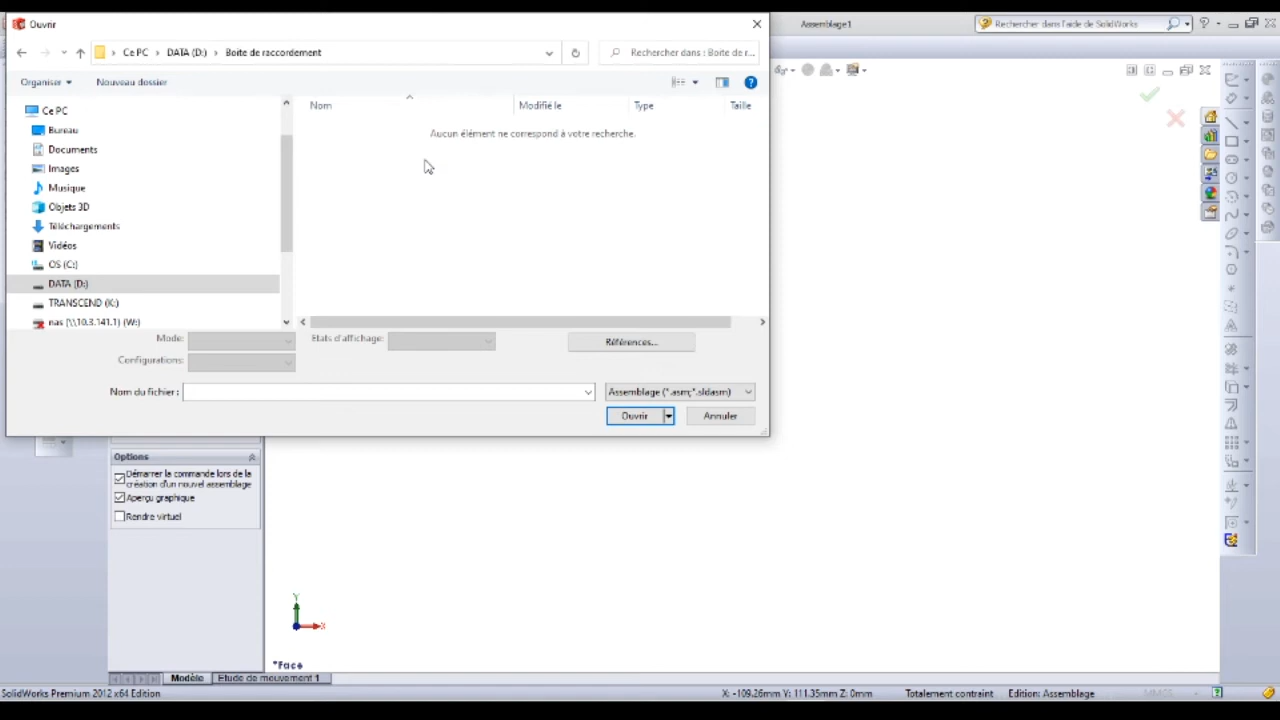 Ouvrir
Assemblage1
Rechercher dans l'aide de SolidWorks
Ce PC > DATA (D:) > Boite de raccordement
Rechercher dans : Boite de r...
Organiser
Nouveau dossier
Nom
Modifié le
Type
Taille
Aucun élément ne correspond à votre recherche.
Ce PC
Bureau
Documents
Images
Musique
Objets 3D
Téléchargements
Vidéos
OS (C:)
DATA (D:)
TRANSCEND (K:)
nas (\\10.3.141.1) (W:)
Mode:
Etats d'affichage:
Références...
Configurations:
Nom du fichier :
Assemblage (*.asm;*.sldasm)
Ouvrir
Annuler
Options
Démarrer la commande lors de la
création d'un nouvel assemblage
Aperçu graphique
Rendre virtuel
Y
X
*Face
Modèle
Etude de mouvement 1
SolidWorks Premium 2012 x64 Edition
X: -109.26mm Y: 111.35mm Z: 0mm
Totalement contraint
Edition: Assemblage
MMGS